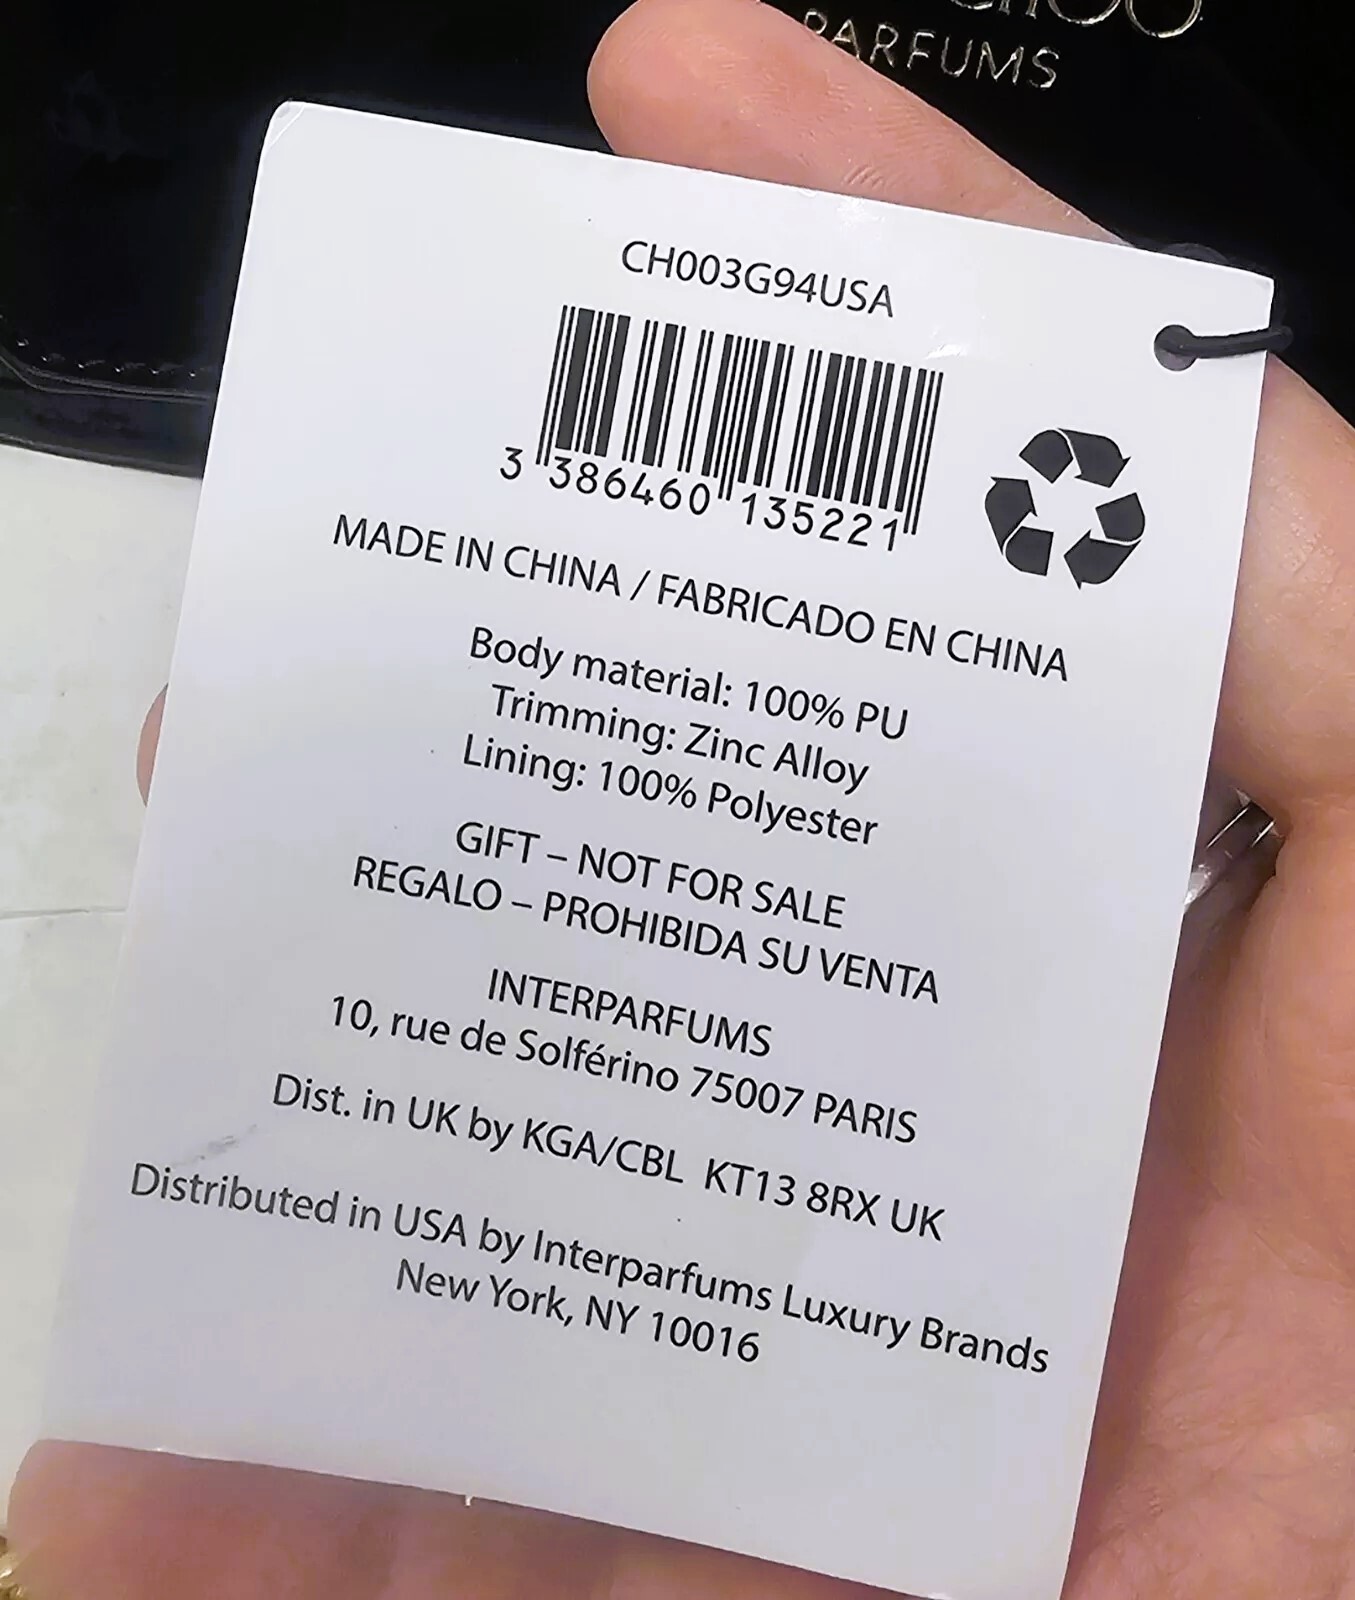 PARFUMS
CH003G94USA
3 386460 135221
MADE IN CHINA / FABRICADO EN CHINA
Body material: 100% PU
Trimming: Zinc Alloy
Lining: 100% Polyester
GIFT – NOT FOR SALE
REGALO – PROHIBIDA SU VENTA
INTERPARFUMS
10, rue de Solférino 75007 PARIS
Dist. in UK by KGA/CBL KT13 8RX UK
Distributed in USA by Interparfums Luxury Brands
New York, NY 10016